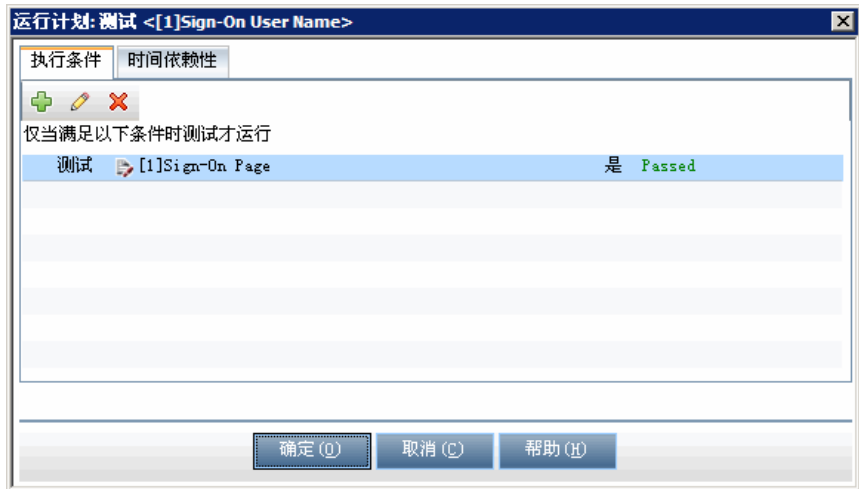 运行计划: 测试 <[1]Sign-On User Name>
执行条件 时间依赖性
仅当满足以下条件时测试才运行
测试 [1]Sign-On Page 是 Passed
确定(O) 取消(C) 帮助(H)